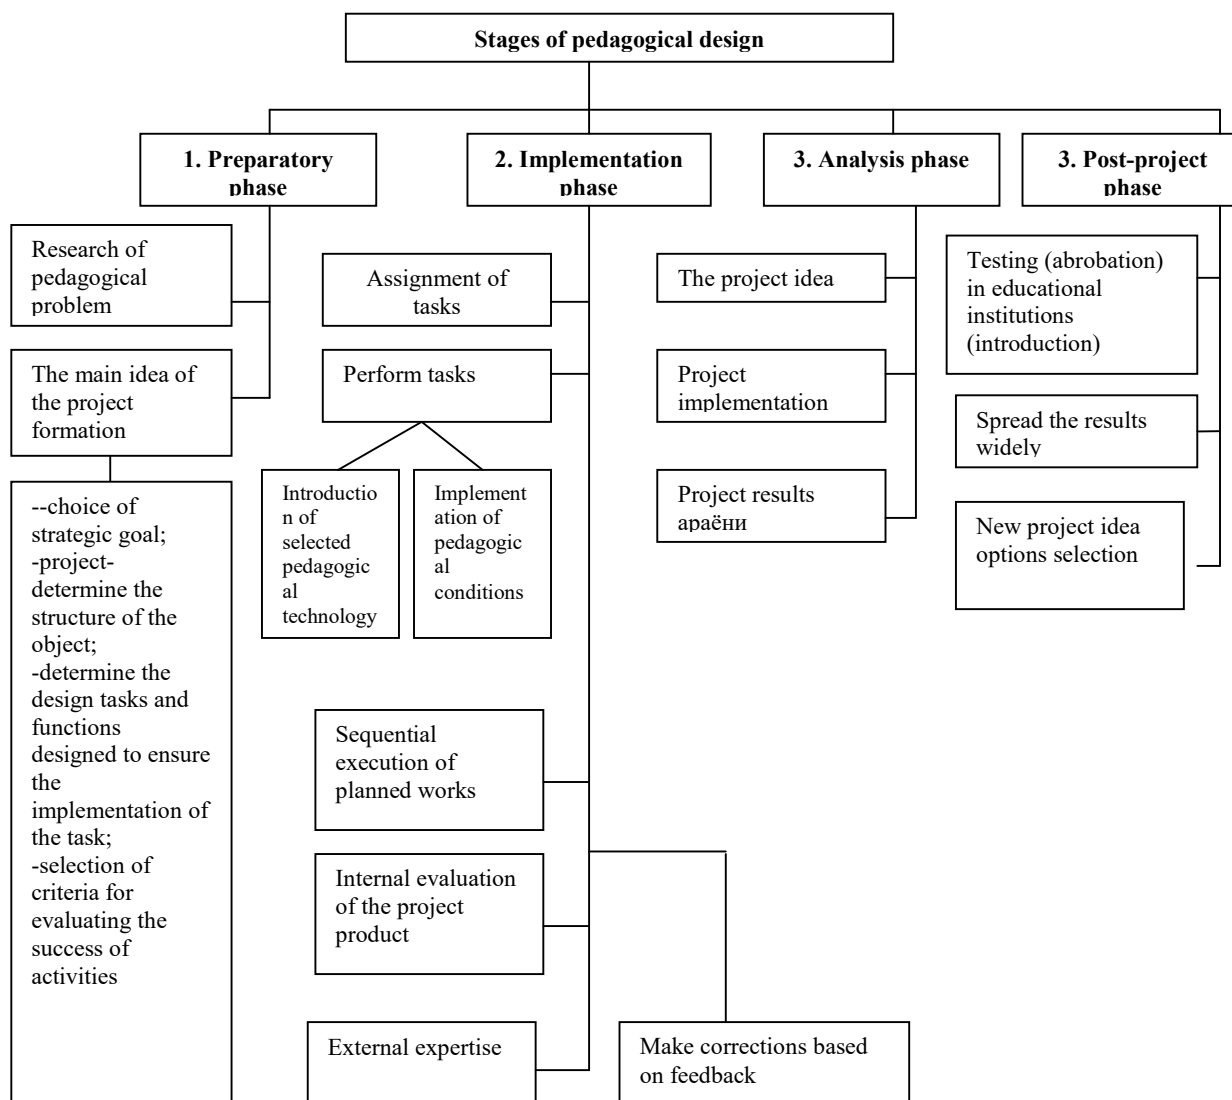 Stages of pedagogical design
1. Preparatory
phase
2. Implementation
phase
3. Analysis phase
3. Post-project
phase
Research of
pedagogical
problem
The main idea of
the project
formation
--choice of
strategic goal;
-project-
determine the
structure of the
object;
-determine the
design tasks and
functions
designed to ensure
the
implementation of
the task;
-selection of
criteria for
evaluating the
success of
activities
Assignment of
tasks
Perform tasks
Introductio
n of
selected
pedagogic
al
technology
Implement
ation of
pedagogic
al
conditions
Sequential
execution of
planned works
Internal evaluation
of the project
product
External expertise
Make corrections based
on feedback
The project idea
Project
implementation
Project results
араёни
Testing (abrobation)
in educational
institutions
(introduction)
Spread the results
widely
New project idea
options selection